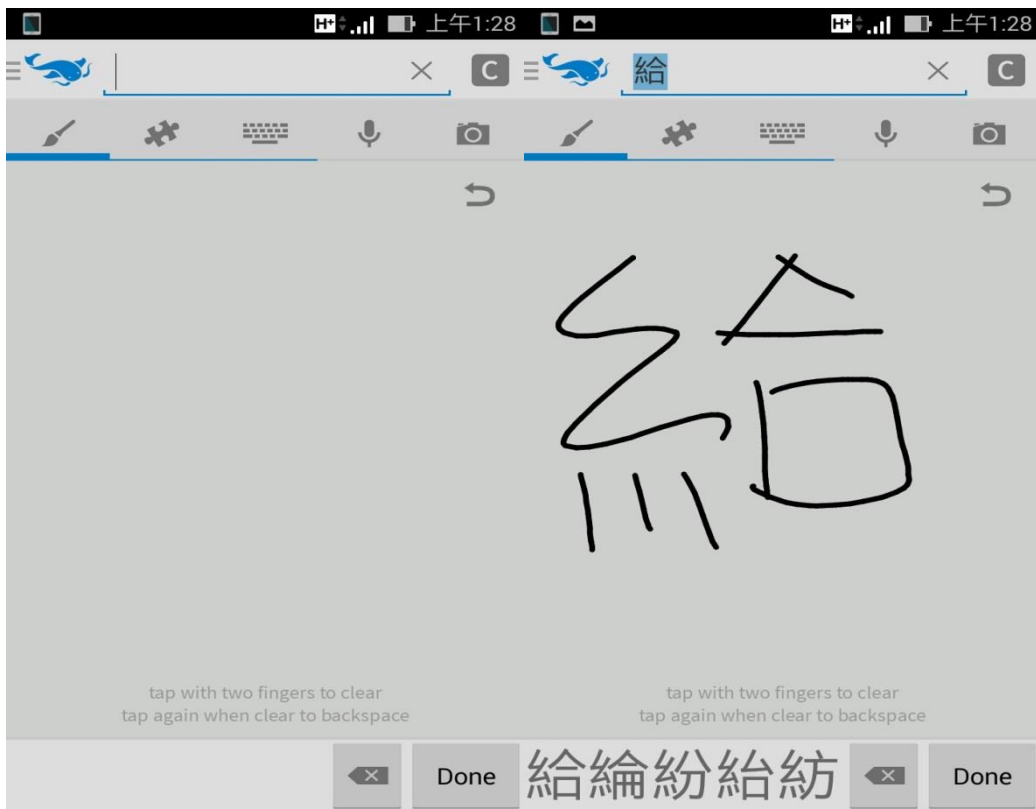 H+ 上午1:28
C
tap with two fingers to clear
tap again when clear to backspace
Done
H+ 上午1:28
給 C
給
tap with two fingers to clear
tap again when clear to backspace
給綸紛紿紡 Done